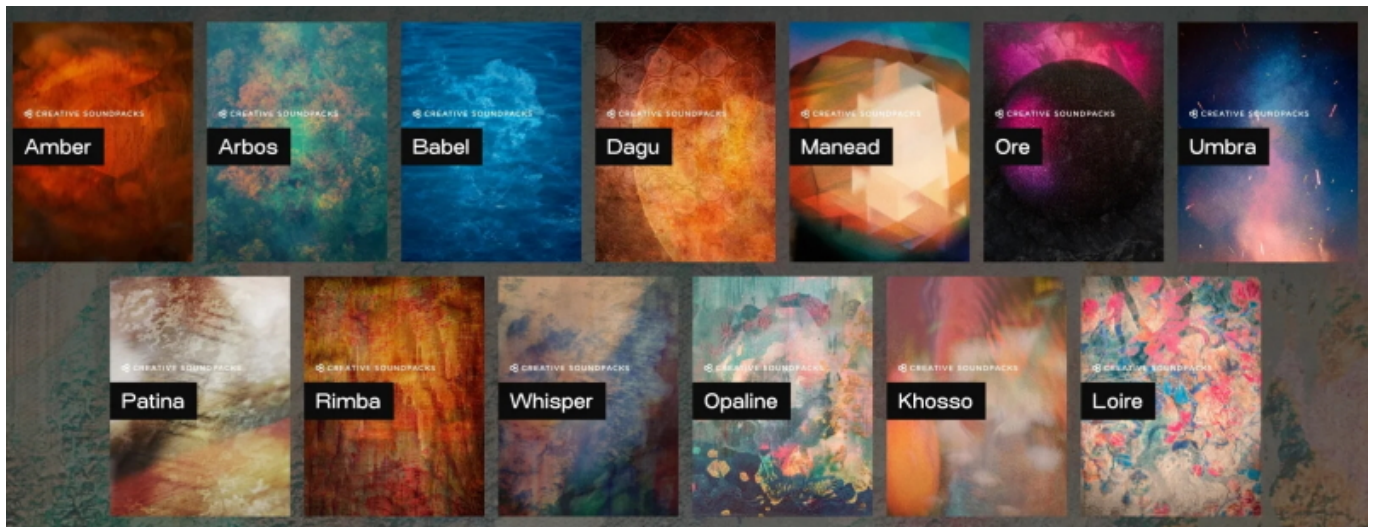 CREATIVE SOUNDPACKS
Amber
CREATIVE SOUNDPACKS
Arbos
CREATIVE SOUNDPACKS
Babel
CREATIVE SOUNDPACKS
Dagu
CREATIVE SOUNDPACKS
Manead
CREATIVE SOUNDPACKS
Ore
CREATIVE SOUNDPACKS
Umbra
CREATIVE SOUNDPACKS
Patina
CREATIVE SOUNDPACKS
Rimba
CREATIVE SOUNDPACKS
Whisper
CREATIVE SOUNDPACKS
Opaline
CREATIVE SOUNDPACKS
Khosso
CREATIVE SOUNDPACKS
Loire